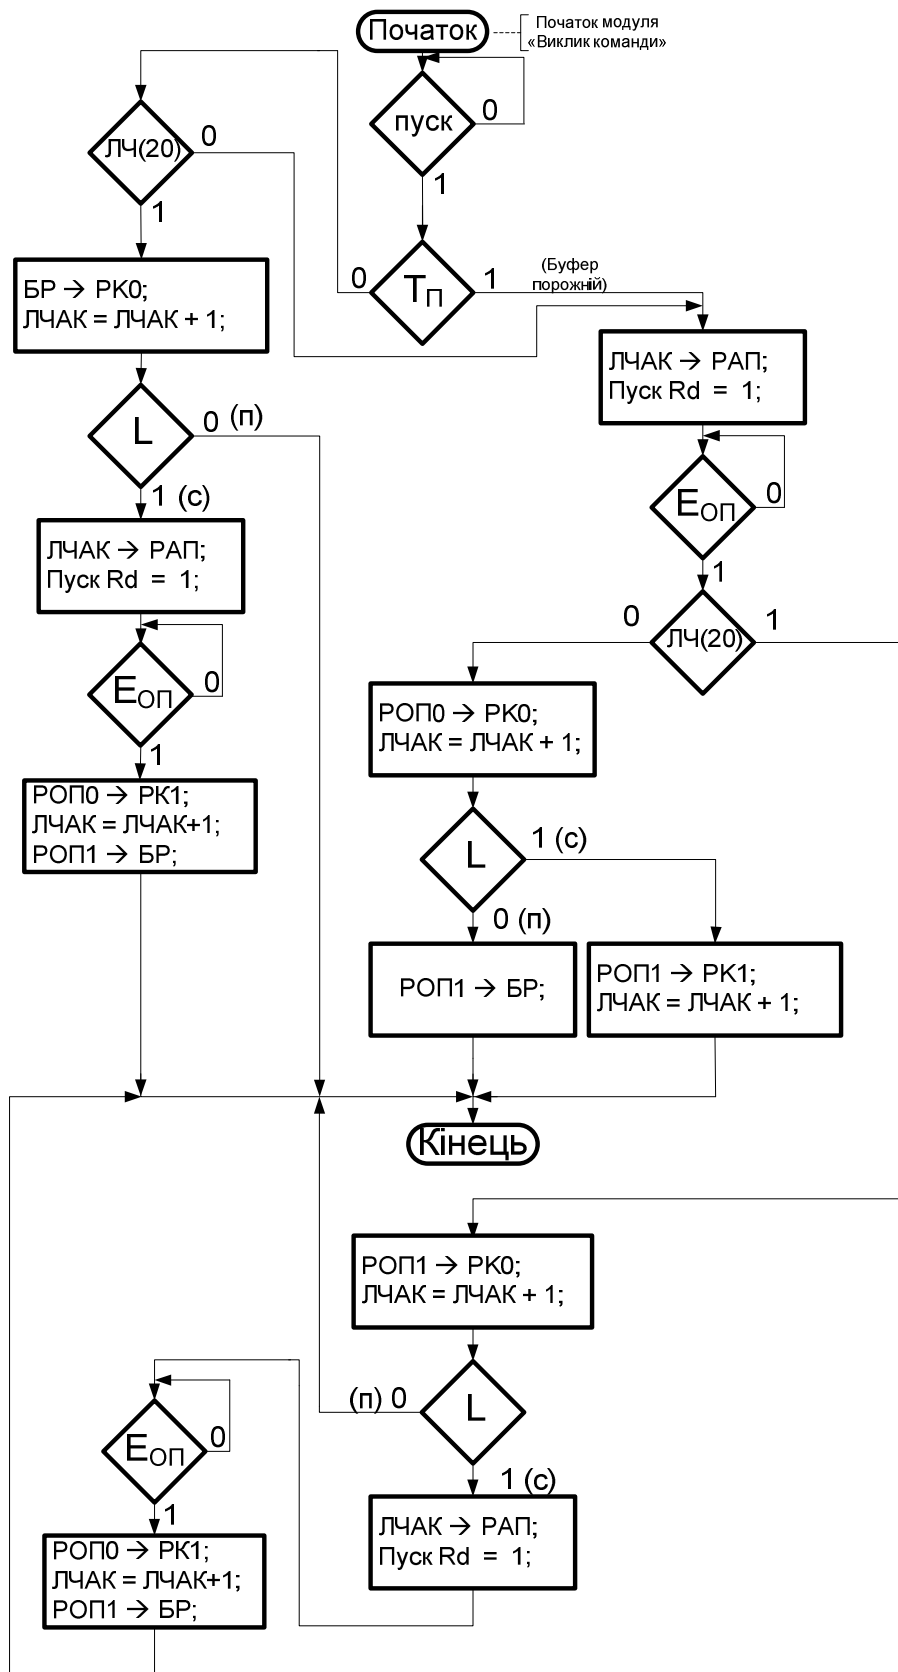 Початок
Початок модуля
«Виклик команди»
пуск
0
1
ЛЧ(20)
0
1
ТП
0
1
(Буфер
порожній)
БР → РК0;
ЛЧАК = ЛЧАК + 1;
ЛЧАК → РАП;
Пуск Rd = 1;
L
0 (п)
1 (с)
ЕОП
0
1
ЛЧАК → РАП;
Пуск Rd = 1;
ЛЧ(20)
0
1
ЕОП
0
1
РОП0 → РК0;
ЛЧАК = ЛЧАК + 1;
РОП0 → РК1;
ЛЧАК = ЛЧАК+1;
РОП1 → БР;
L
1 (с)
0 (п)
РОП1 → БР;
РОП1 → РК1;
ЛЧАК = ЛЧАК + 1;
Кінець
РОП1 → РК0;
ЛЧАК = ЛЧАК + 1;
L
(п) 0
1 (с)
ЕОП
0
1
ЛЧАК → РАП;
Пуск Rd = 1;
РОП0 → РК1;
ЛЧАК = ЛЧАК+1;
РОП1 → БР;